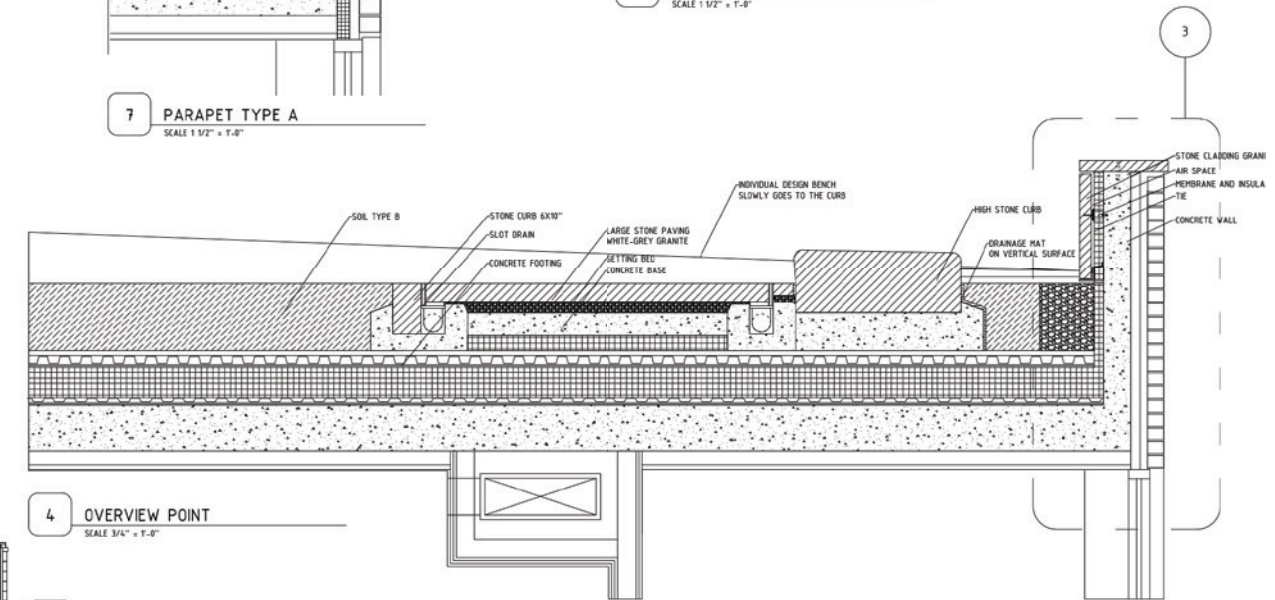 SCALE 1 1/2" = 1'-0"
3
7
PARAPET TYPE A
SCALE 1 1/2" = 1'-0"
STONE CLADDING GRANI
AIR SPACE
MEMBRANE AND INSULA
TIE
CONCRETE WALL
INDIVIDUAL DESIGN BENCH
SLOWLY GOES TO THE CURB
SOIL TYPE B
STONE CURB 6X10"
SLOT DRAIN
CONCRETE FOOTING
LARGE STONE PAVING
WHITE-GREY GRANITE
SETTING BED
CONCRETE BASE
HIGH STONE CURB
DRAINAGE MAT
ON VERTICAL SURFACE
4
OVERVIEW POINT
SCALE 3/4" = 1'-0"